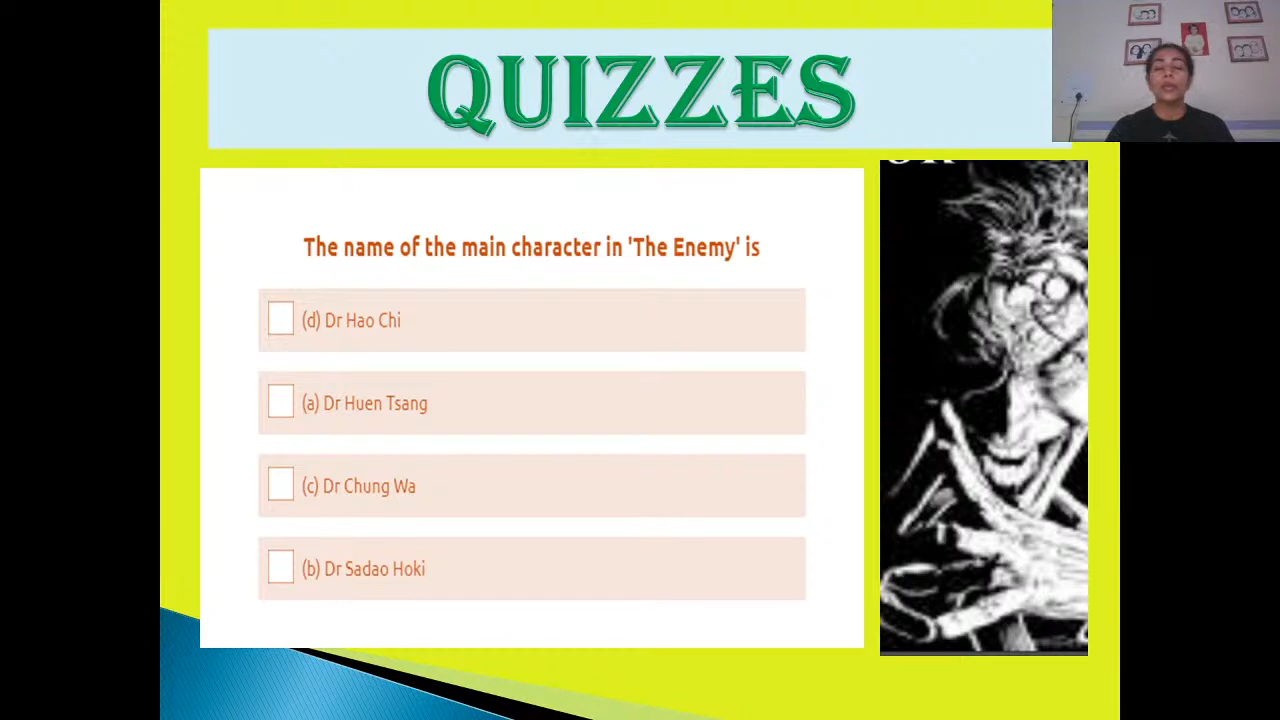 QUIZZES
The name of the main character in 'The Enemy' is
(d) Dr Hao Chi
(a) Dr Huen Tsang
(c) Dr Chung Wa
(b) Dr Sadao Hoki